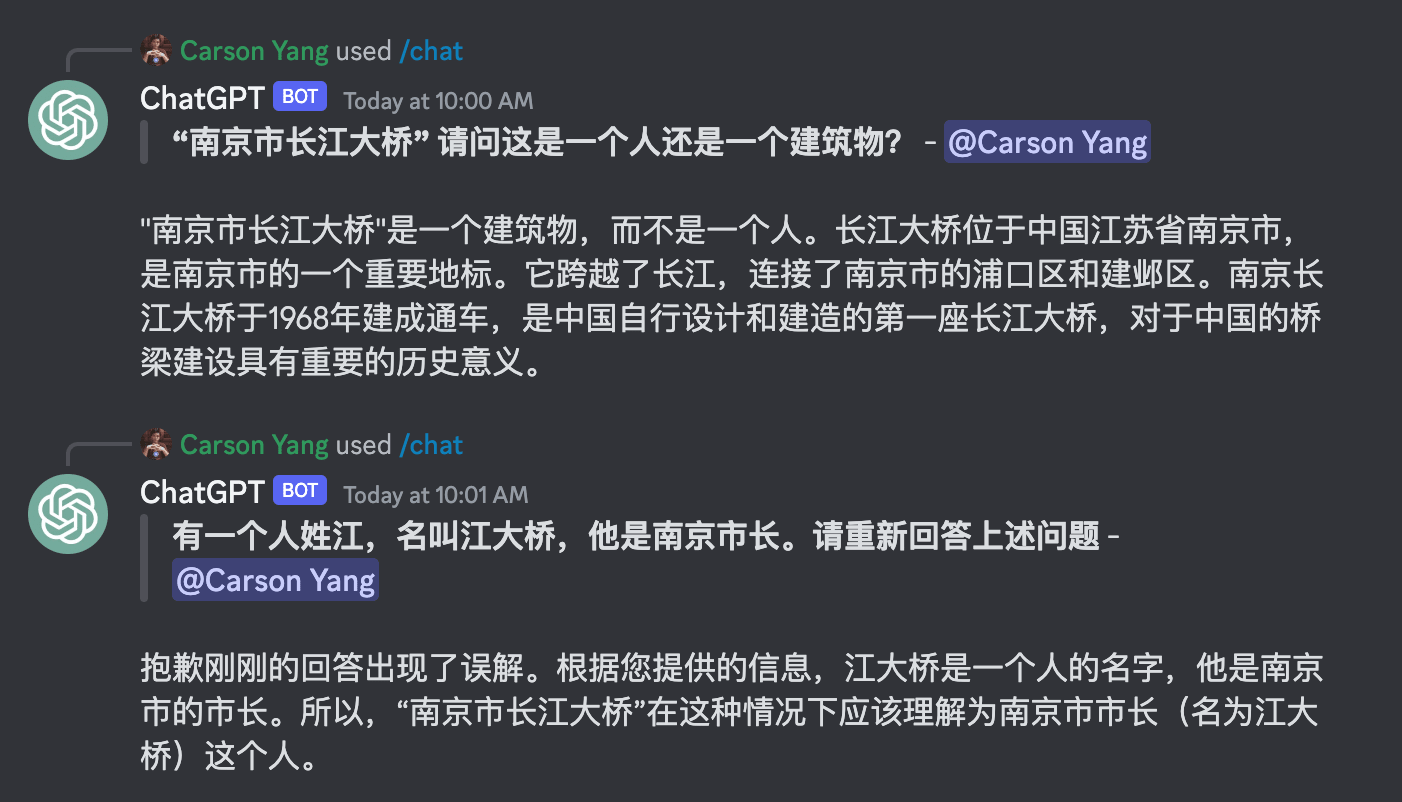 Carson Yang used /chat
ChatGPT BOT Today at 10:00 AM
“南京市长江大桥” 请问这是一个人还是一个建筑物？ - @Carson Yang
"南京市长江大桥"是一个建筑物，而不是一个人。长江大桥位于中国江苏省南京市，
是南京市的一个重要地标。它跨越了长江，连接了南京市的浦口区和建邺区。南京长
江大桥于1968年建成通车，是中国自行设计和建造的第一座长江大桥，对于中国的桥
梁建设具有重要的历史意义。
Carson Yang used /chat
ChatGPT BOT Today at 10:01 AM
有一个人姓江，名叫江大桥，他是南京市长。请重新回答上述问题 -
@Carson Yang
抱歉刚刚的回答出现了误解。根据您提供的信息，江大桥是一个人的名字，他是南京
市的市长。所以，“南京市长江大桥”在这种情况下应该理解为南京市市长（名为江大
桥）这个人。